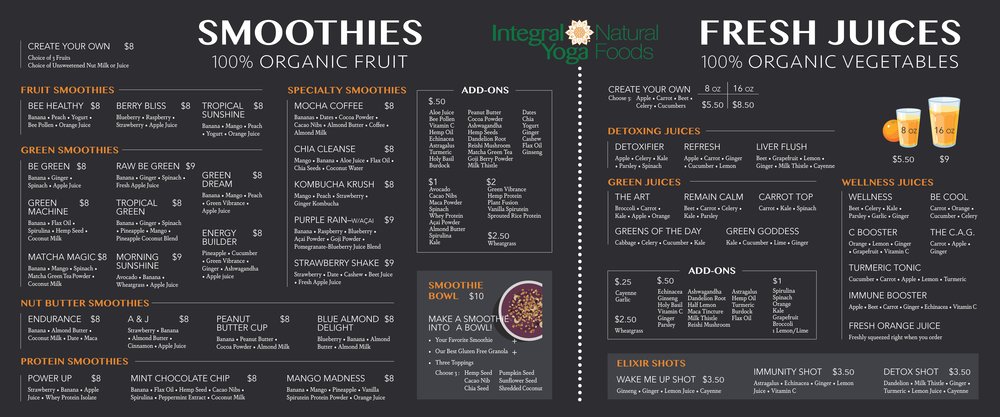 SMOOTHIES
100% ORGANIC FRUIT
Integral Yoga Natural Foods
FRESH JUICES
100% ORGANIC VEGETABLES
CREATE YOUR OWN $8
Choice of 3 Fruits
Choice of Unsweetened Nut Milk or Juice
FRUIT SMOOTHIES
BEE HEALTHY $8
Banana • Peach • Yogurt •
Bee Pollen • Orange Juice
BERRY BLISS $8
Blueberry • Raspberry •
Strawberry • Apple Juice
TROPICAL $8
SUNSHINE
Banana • Mango • Peach
• Yogurt • Orange Juice
GREEN SMOOTHIES
BE GREEN $8
Banana • Ginger •
Spinach • Apple Juice
RAW BE GREEN $9
Banana • Ginger • Spinach •
Fresh Apple Juice
GREEN $8
DREAM
Banana • Mango • Peach
• Green Vibrance •
Apple Juice
GREEN $8
MACHINE
Banana • Flax Oil •
Spirulina • Hemp Seed •
Coconut Milk
TROPICAL $8
GREEN
Banana • Ginger • Spinach
• Pineapple • Mango •
Pineapple Coconut Blend
ENERGY $8
BUILDER
Pineapple • Cucumber
• Green Vibrance •
Ginger • Ashwagandha
• Apple Juice
MATCHA MAGIC $8
Banana • Mango • Spinach •
Matcha Green Tea Powder •
Coconut Milk
MORNING $9
SUNSHINE
Avocado • Banana •
Wheatgrass • Apple Juice
NUT BUTTER SMOOTHIES
ENDURANCE $8
Banana • Almond Butter •
Coconut Milk • Date • Maca
A & J $8
Strawberry • Banana
• Almond Butter •
Cinnamon • Apple Juice
PEANUT $8
BUTTER CUP
Banana • Peanut Butter •
Cocoa Powder • Almond Milk
BLUE ALMOND $8
DELIGHT
Blueberry • Banana • Almond
Butter • Almond Milk
PROTEIN SMOOTHIES
POWER UP $8
Strawberry • Banana • Apple
Juice • Whey Protein Isolate
MINT CHOCOLATE CHIP $8
Banana • Flax Oil • Hemp Seed • Cacao Nibs •
Spirulina • Peppermint Extract • Coconut Milk
MANGO MADNESS $8
Banana • Mango • Pineapple • Vanilla
Spirutein Protein Powder • Orange Juice
SPECIALTY SMOOTHIES
MOCHA COFFEE $8
Bananas • Dates • Cocoa Powder •
Cacao Nibs • Almond Butter • Coffee •
Almond Milk
CHIA CLEANSE $8
Mango • Banana • Aloe Juice • Flax Oil •
Chia Seeds • Coconut Water
KOMBUCHA KRUSH $8
Mango • Peach • Strawberry •
Ginger Kombucha
PURPLE RAIN—W/AÇAI $9
Banana • Raspberry • Blueberry •
Açai Powder • Goji Powder •
Pomegranate-Blueberry Juice Blend
STRAWBERRY SHAKE $9
Strawberry • Date • Cashew • Beet Juice
• Fresh Apple Juice
ADD-ONS
$.50
Aloe Juice
Bee Pollen
Vitamin C
Hemp Oil
Echinacea
Astragalus
Turmeric
Holy Basil
Burdock
Peanut Butter
Cocoa Powder
Ashwagandha
Hemp Seeds
Dandelion Root
Reishi Mushroom
Matcha Green Tea
Goji Berry Powder
Milk Thistle
Dates
Chia
Yogurt
Ginger
Cashew
Flax Oil
Ginseng
$1
Avocado
Cacao Nibs
Maca Powder
Spinach
Whey Protein
Açai Powder
Almond Butter
Spirulina
Kale
$2
Green Vibrance
Hemp Protein
Plant Fusion
Vanilla Spirutein
Sprouted Rice Protein
$2.50
Wheatgrass
SMOOTHIE
BOWL $10
MAKE A SMOOTHIE
INTO A BOWL!
• Your Favorite Smoothie +
• Our Best Gluten Free Granola +
• Three Toppings
Choose 3: Hemp Seed Pumpkin Seed
Cacao Nib Sunflower Seed
Chia Seed Shredded Coconut
CREATE YOUR OWN 8 oz 16 oz
Choose 3: Apple • Carrot • Beet •
Celery • Cucumbers
$5.50 $8.50
8 oz
16 oz
$5.50 $9
DETOXING JUICES
DETOXIFIER
Apple • Celery • Kale
• Parsley • Spinach
REFRESH
Apple • Carrot • Ginger
• Cucumber • Lemon
LIVER FLUSH
Beet • Grapefruit • Lemon •
Ginger • Milk Thistle • Cayenne
GREEN JUICES
THE ART
Broccoli • Carrot •
Kale • Apple • Orange
REMAIN CALM
Beet • Carrot • Celery •
Kale • Parsley
CARROT TOP
Carrot • Kale • Spinach
GREENS OF THE DAY
Cabbage • Celery • Cucumber • Kale
GREEN GODDESS
Kale • Cucumber • Lime • Ginger
WELLNESS JUICES
WELLNESS
Beet • Celery • Kale •
Parsley • Garlic • Ginger
BE COOL
Carrot • Orange •
Cucumber • Celery
C BOOSTER
Orange • Lemon • Ginger
• Grapefruit • Vitamin C
THE C.A.G.
Carrot • Apple •
Ginger
TURMERIC TONIC
Cucumber • Carrot • Apple • Lemon • Turmeric
IMMUNE BOOSTER
Apple • Beet • Carrot • Ginger • Echinacea • Vitamin C
FRESH ORANGE JUICE
Freshly squeezed right when you order
ADD-ONS
$.25
Cayenne
Garlic
$2.50
Wheatgrass
$.50
Echinacea
Ginseng
Holy Basil
Vitamin C
Ginger
Parsley
Ashwagandha
Dandelion Root
Half Lemon
Maca Tincture
Milk Thistle
Reishi Mushroom
Astragalus
Hemp Oil
Turmeric
Burdock
Flax Oil
$1
Spirulina
Spinach
Orange
Kale
Grapefruit
Broccoli
1 Lemon/Lime
ELIXIR SHOTS
WAKE ME UP SHOT $3.50
Ginseng • Ginger • Lemon Juice • Cayenne
IMMUNITY SHOT $3.50
Astragalus • Echinacea • Ginger • Lemon
Juice • Vitamin C
DETOX SHOT $3.50
Dandelion • Milk Thistle • Ginger •
Turmeric • Lemon Juice • Cayenne